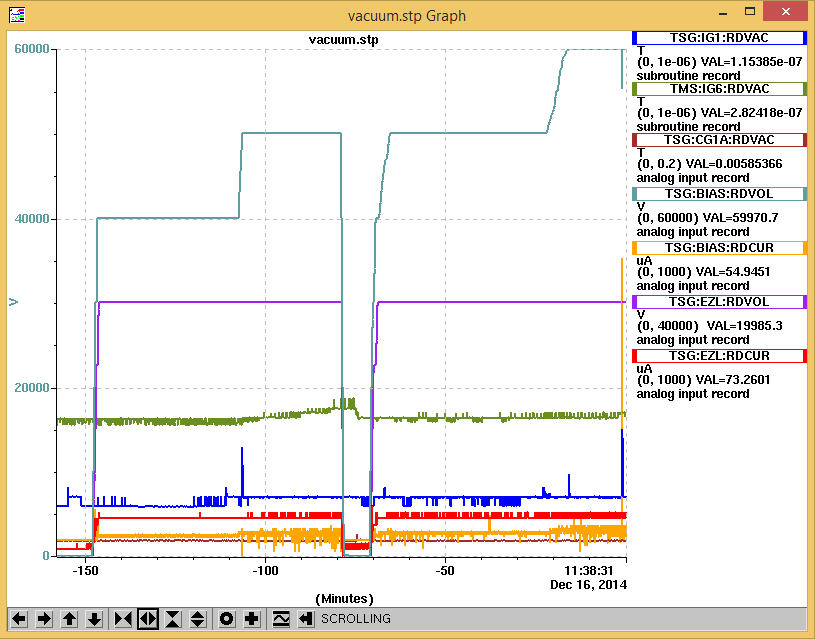 vacuum.stp Graph
vacuum.stp
60000
40000
V
20000
0
-150
-100
-50
11:38:31
Dec 16, 2014
(Minutes)
TSG:IG1:RDVAC
T
(0, 1e-06) VAL=1.15385e-07
subroutine record
TMS:IG6:RDVAC
T
(0, 1e-06) VAL=2.82418e-07
subroutine record
TSG:CG1A:RDVAC
T
(0, 0.2) VAL=0.00585366
analog input record
TSG:BIAS:RDVOL
V
(0, 60000) VAL=59970.7
analog input record
TSG:BIAS:RDCUR
uA
(0, 1000) VAL=54.9451
analog input record
TSG:EZL:RDVOL
V
(0, 40000) VAL=19985.3
analog input record
TSG:EZL:RDCUR
uA
(0, 1000) VAL=73.2601
analog input record
SCROLLING